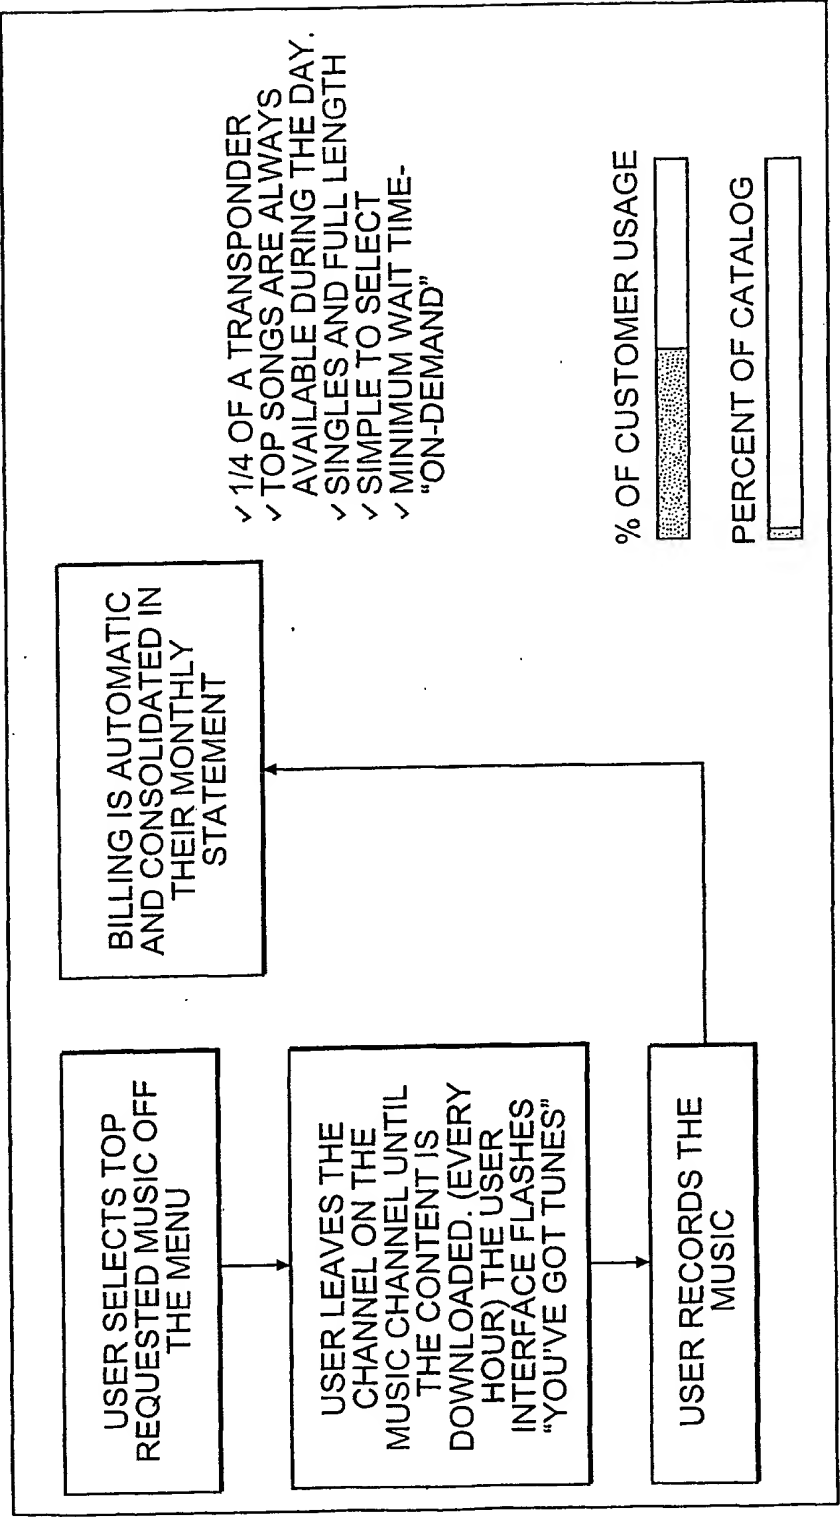 USER SELECTS TOP
REQUESTED MUSIC OFF
THE MENU
USER LEAVES THE
CHANNEL ON THE
MUSIC CHANNEL UNTIL
THE CONTENT IS
DOWNLOADED. (EVERY
HOUR) THE USER
INTERFACE FLASHES
“YOU’VE GOT TUNES”
USER RECORDS THE
MUSIC
BILLING IS AUTOMATIC
AND CONSOLIDATED IN
THEIR MONTHLY
STATEMENT
✓ 1/4 OF A TRANSPONDER
✓ TOP SONGS ARE ALWAYS
AVAILABLE DURING THE DAY.
✓ SINGLES AND FULL LENGTH
✓ SIMPLE TO SELECT
✓ MINIMUM WAIT TIME-
“ON-DEMAND”
% OF CUSTOMER USAGE
PERCENT OF CATALOG